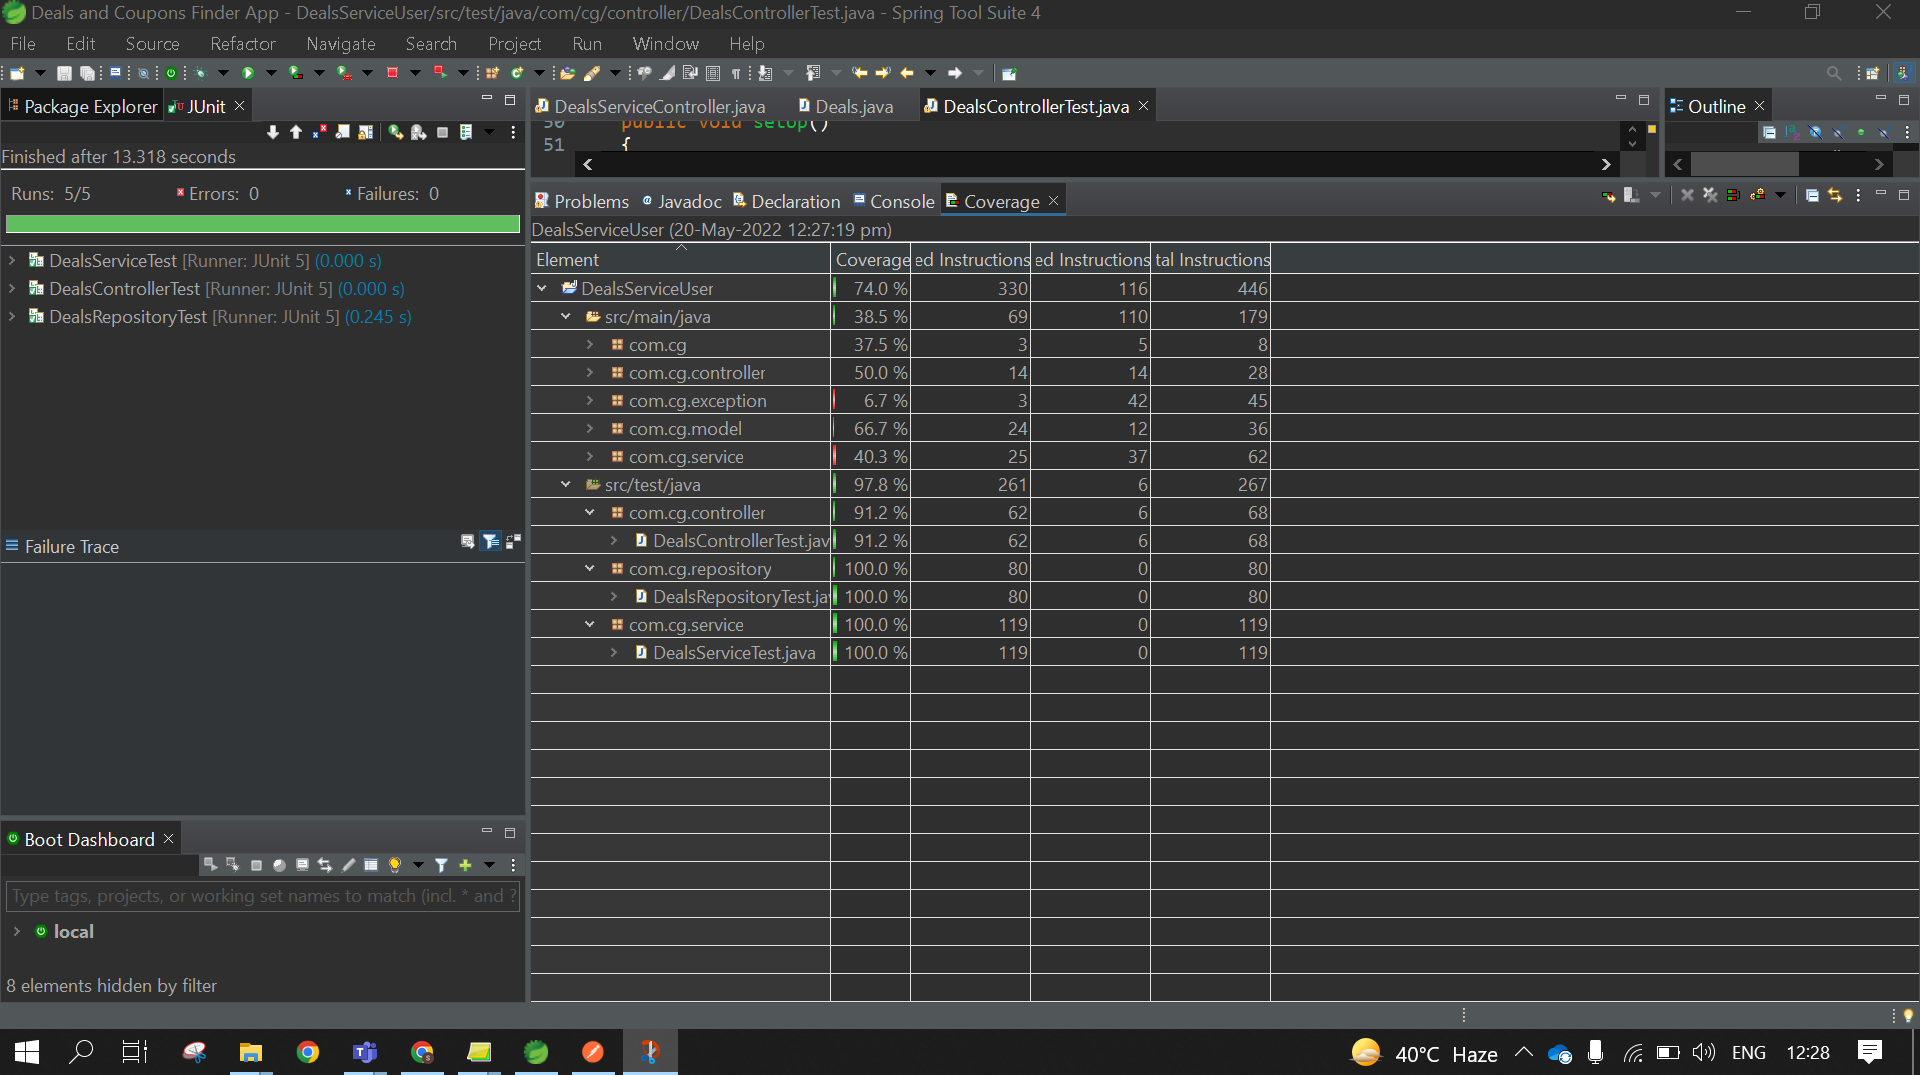 Deals and Coupons Finder App - DealsServiceUser/src/test/java/com/cg/controller/DealsControllerTest.java - Spring Tool Suite 4
File Edit Source Refactor Navigate Search Project Run Window Help
Package Explorer JUnit
Finished after 13.318 seconds
Runs: 5/5 Errors: 0 Failures: 0
DealsServiceTest [Runner: JUnit 5] (0.000 s)
DealsControllerTest [Runner: JUnit 5] (0.000 s)
DealsRepositoryTest [Runner: JUnit 5] (0.245 s)
Failure Trace
Boot Dashboard
Type tags, projects, or working set names to match (incl. * and ?
local
8 elements hidden by filter
DealsServiceController.java Deals.java DealsControllerTest.java
50 public void setup()
51 {
Outline
Problems Javadoc Declaration Console Coverage
DealsServiceUser (20-May-2022 12:27:19 pm)
Element Coverage ed Instructions ed Instructions tal Instructions
DealsServiceUser 74.0 % 330 116 446
src/main/java 38.5 % 69 110 179
com.cg 37.5 % 3 5 8
com.cg.controller 50.0 % 14 14 28
com.cg.exception 6.7 % 3 42 45
com.cg.model 66.7 % 24 12 36
com.cg.service 40.3 % 25 37 62
src/test/java 97.8 % 261 6 267
com.cg.controller 91.2 % 62 6 68
DealsControllerTest.jav 91.2 % 62 6 68
com.cg.repository 100.0 % 80 0 80
DealsRepositoryTest.ja 100.0 % 80 0 80
com.cg.service 100.0 % 119 0 119
DealsServiceTest.java 100.0 % 119 0 119
40°C Haze ENG 12:28